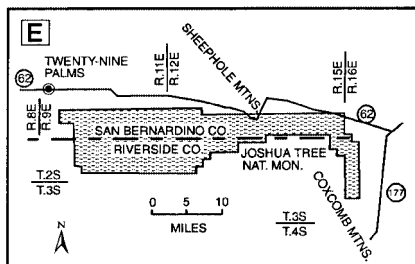 E
TWENTY-NINE
PALMS
62
R.8E
R.9E
R.11E
R.12E
SHEEPHOLE MTNS.
R.15E
R.16E
62
SAN BERNARDINO CO.
RIVERSIDE CO.
JOSHUA TREE
NAT. MON.
T.2S
T.3S
N
0 5 10
MILES
T.3S
T.4S
COXCOMB MTNS.
177